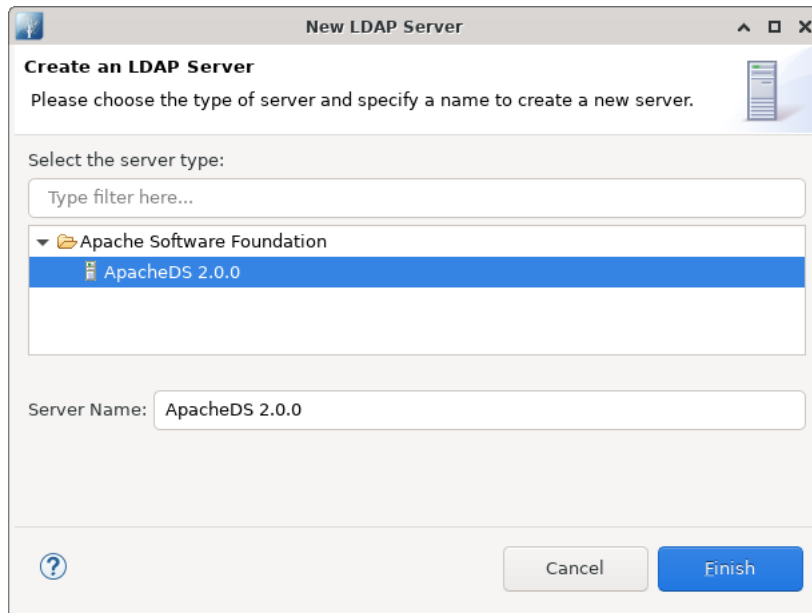 New LDAP Server
Create an LDAP Server
Please choose the type of server and specify a name to create a new server.
Select the server type:
Type filter here...
Apache Software Foundation
ApacheDS 2.0.0
Server Name: ApacheDS 2.0.0
?
Cancel Finish